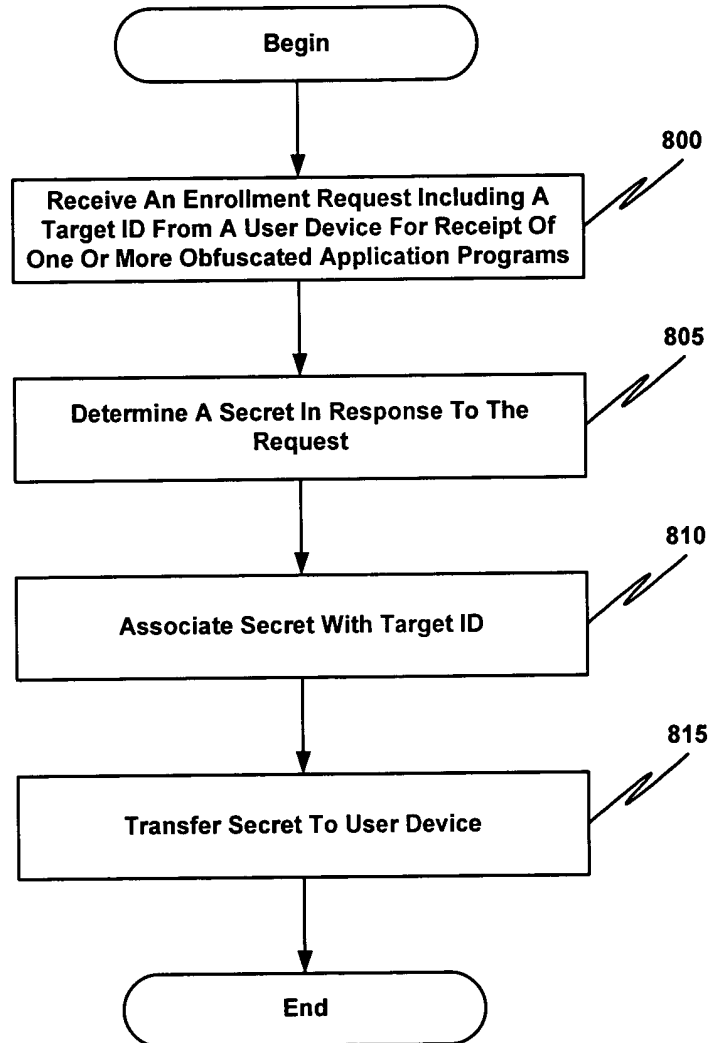 Begin
800
Receive An Enrollment Request Including A
Target ID From A User Device For Receipt Of
One Or More Obfuscated Application Programs
805
Determine A Secret In Response To The
Request
810
Associate Secret With Target ID
815
Transfer Secret To User Device
End